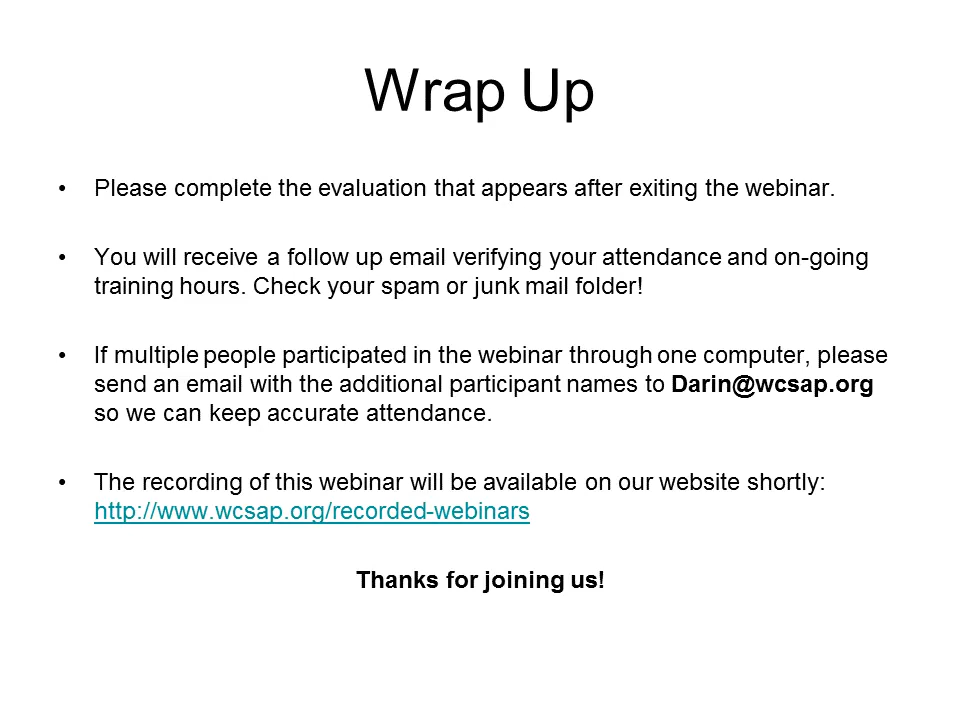 Wrap Up
• Please complete the evaluation that appears after exiting the webinar.
• You will receive a follow up email verifying your attendance and on-going
training hours. Check your spam or junk mail folder!
• If multiple people participated in the webinar through one computer, please
send an email with the additional participant names to Darin@wcsap.org
so we can keep accurate attendance.
• The recording of this webinar will be available on our website shortly:
http://www.wcsap.org/recorded-webinars
Thanks for joining us!